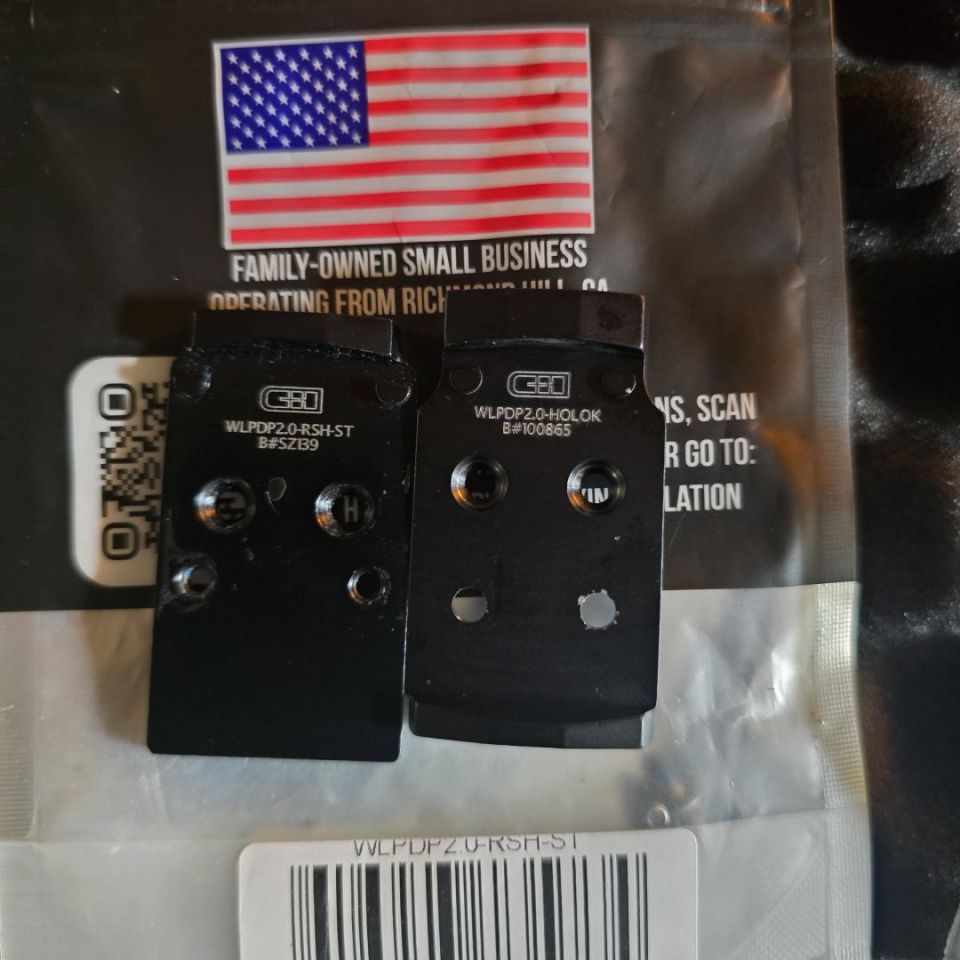 FAMILY-OWNED SMALL BUSINESS
OPERATING FROM RICHMOND HILL, GA
NS, SCAN
R GO TO:
LATION
WLPDP2.0-RSH-ST
B#SZ139
WLPDP2.0-HOLOK
B#100865
H
IN
WLPDP2.0-RSH-ST